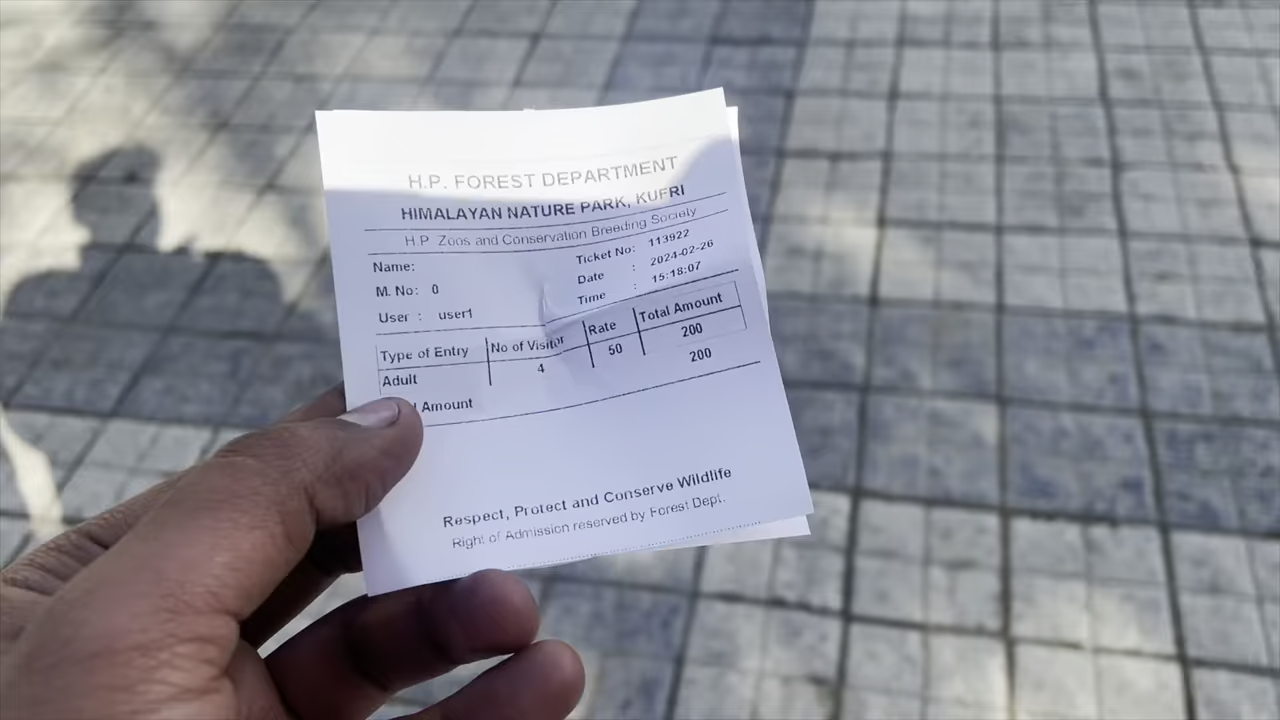 H.P. FOREST DEPARTMENT
HIMALAYAN NATURE PARK, KUFRI
H.P. Zoos and Conservation Breeding Society
Name: Ticket No: 113922
M. No: 0 Date : 2024-02-26
User : user1 Time : 15:18:07
Type of Entry No of Visitor Rate Total Amount
Adult 4 50 200
Amount 200
Respect, Protect and Conserve Wildlife
Right of Admission reserved by Forest Dept.